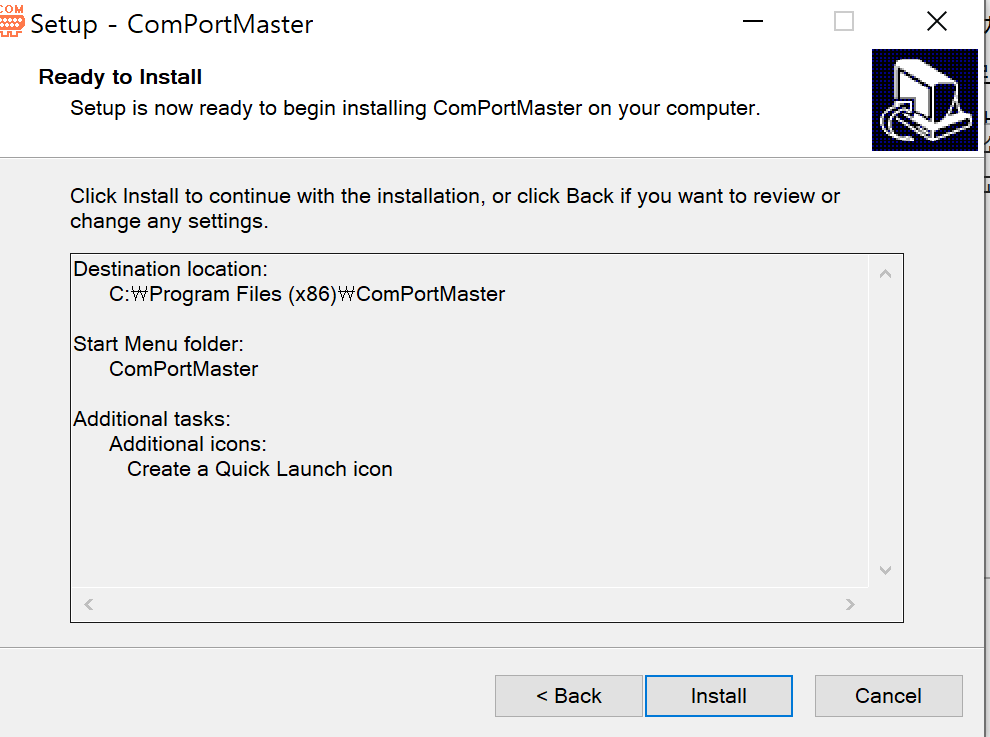 COM
Setup - ComPortMaster
Ready to Install
Setup is now ready to begin installing ComPortMaster on your computer.
Click Install to continue with the installation, or click Back if you want to review or
change any settings.
Destination location:
C:₩Program Files (x86)₩ComPortMaster
Start Menu folder:
ComPortMaster
Additional tasks:
Additional icons:
Create a Quick Launch icon
< Back
Install
Cancel